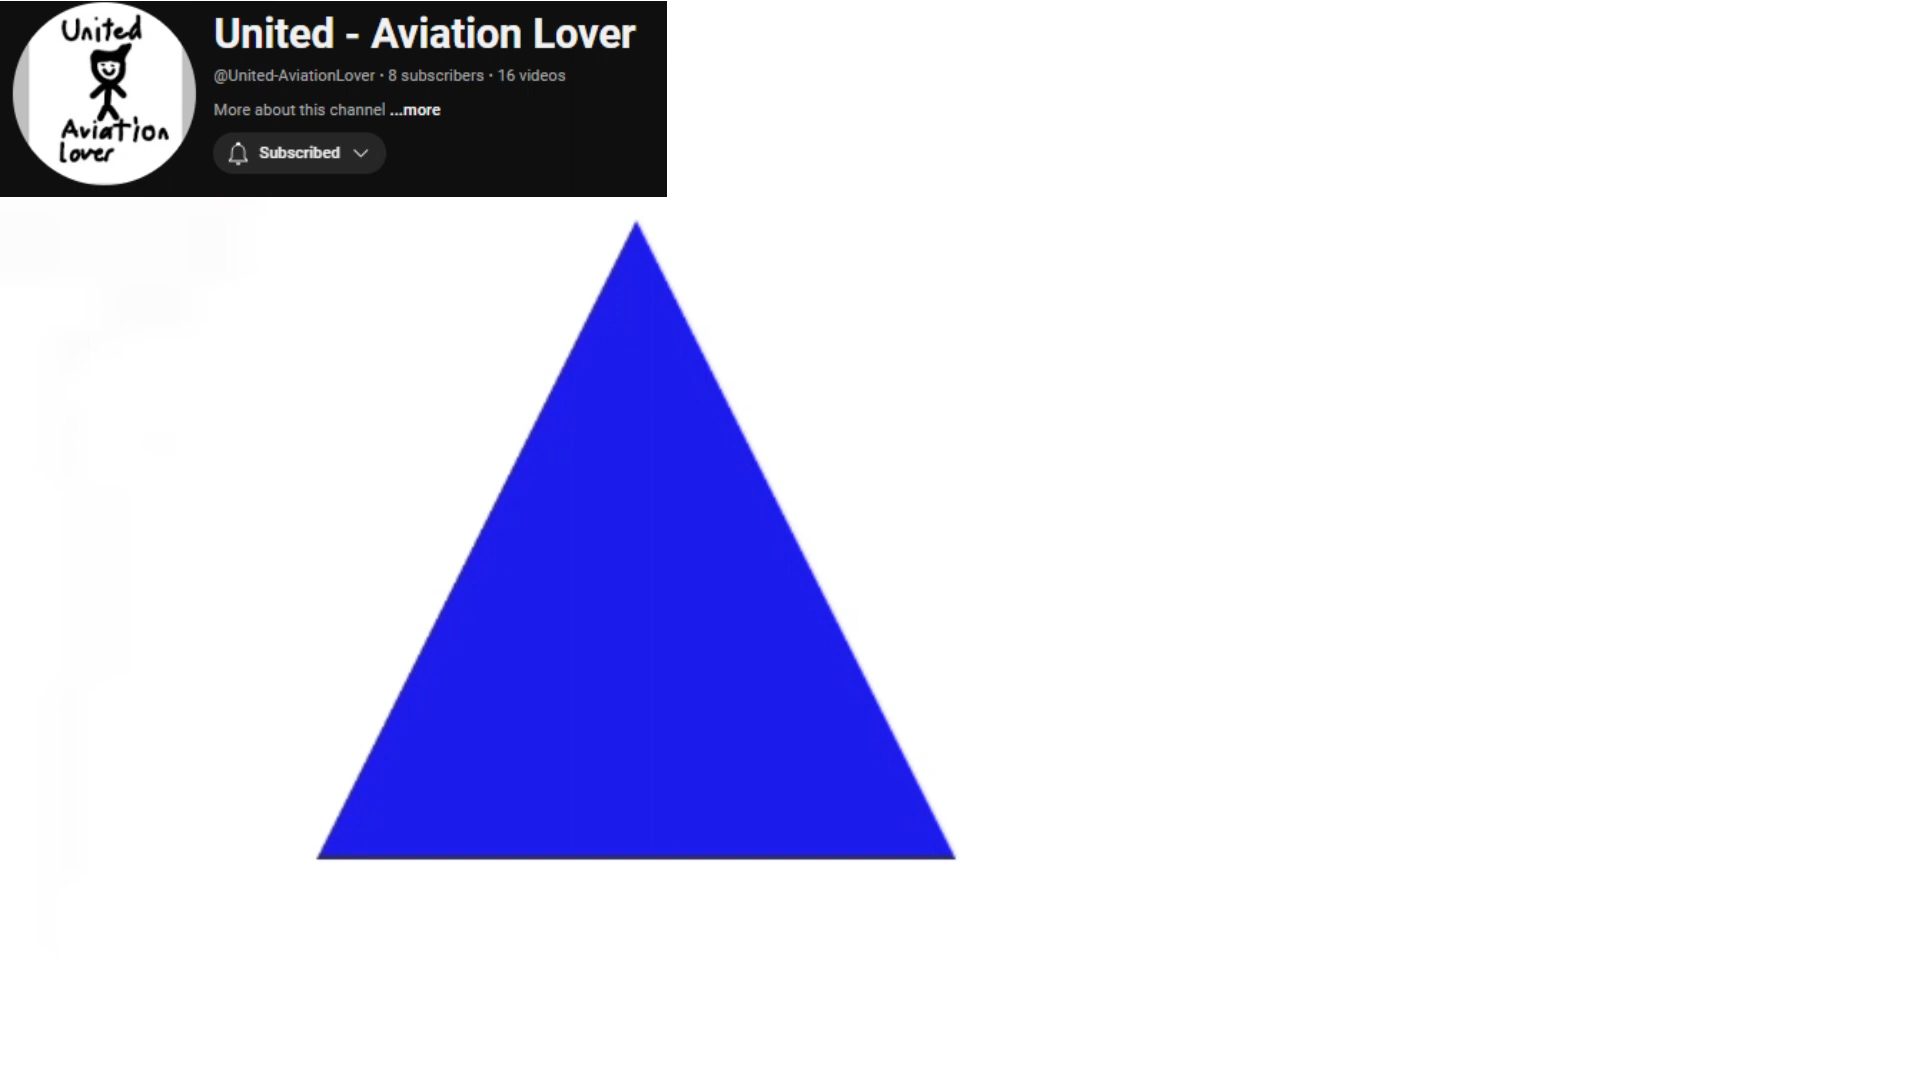 United
Aviation
lover
United - Aviation Lover
@United-AviationLover • 8 subscribers • 16 videos
More about this channel ...more
Subscribed